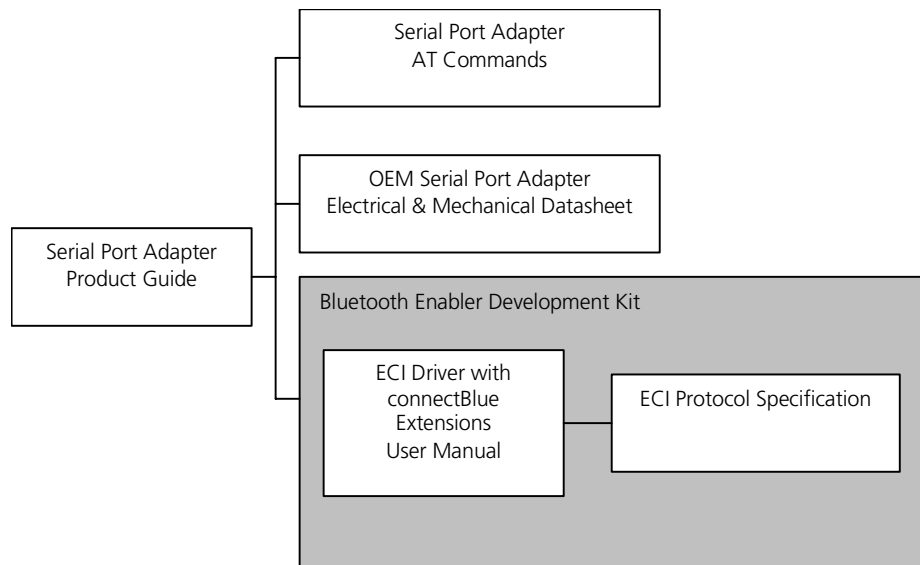 Serial Port Adapter
AT Commands
OEM Serial Port Adapter
Electrical & Mechanical Datasheet
Serial Port Adapter
Product Guide
Bluetooth Enabler Development Kit
ECI Driver with
connectBlue
Extensions
User Manual
ECI Protocol Specification